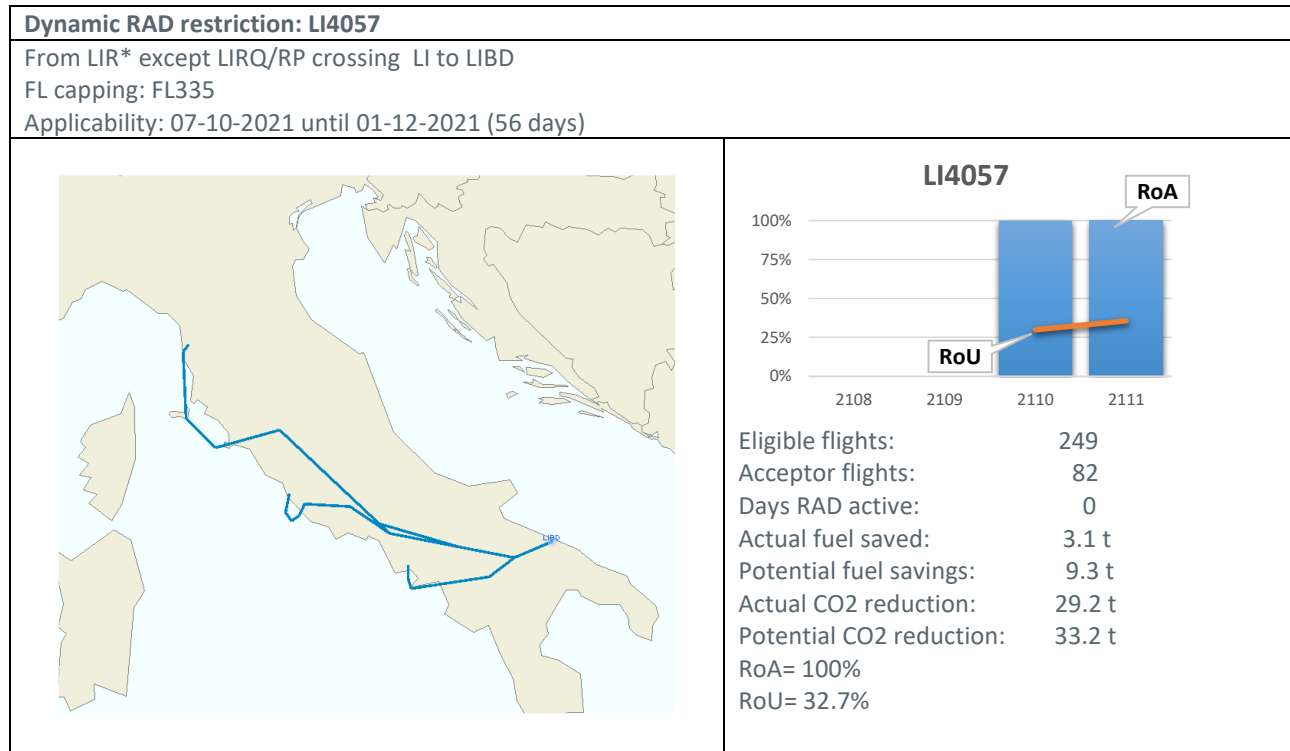 Dynamic RAD restriction: LI4057
From LIR* except LIRQ/RP crossing LI to LIBD
FL capping: FL335
Applicability: 07-10-2021 until 01-12-2021 (56 days)
LIBD
LI4057
RoA
100%
75%
50%
25%
0%
RoU
2108 2109 2110 2111
Eligible flights: 249
Acceptor flights: 82
Days RAD active: 0
Actual fuel saved: 3.1 t
Potential fuel savings: 9.3 t
Actual CO2 reduction: 29.2 t
Potential CO2 reduction: 33.2 t
RoA= 100%
RoU= 32.7%